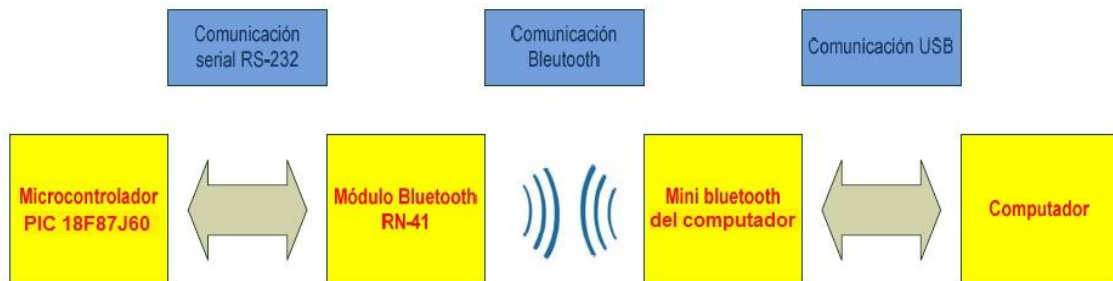 Comunicación
serial RS-232
Comunicación
Bleutooth
Comunicación USB
Microcontrolador
PIC 18F87J60
Módulo Bluetooth
RN-41
Mini bluetooth
del computador
Computador